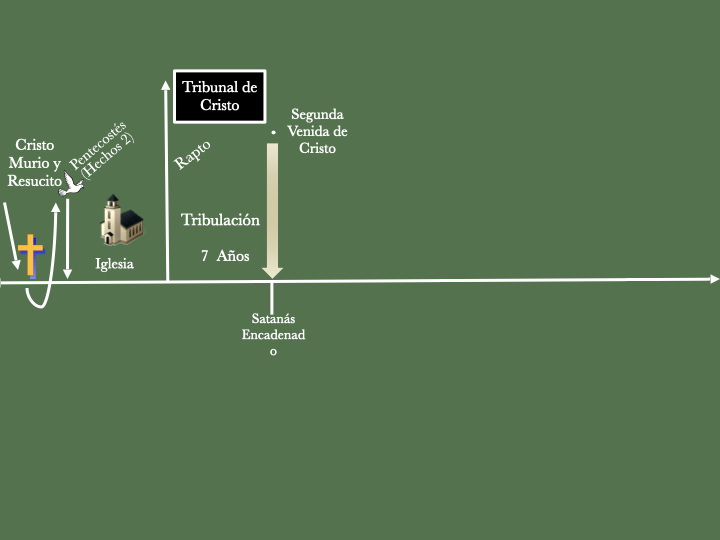 Cristo
Murio y
Resucito
Pentecostés
(Hechos 2)
Iglesia
Rapto
Tribunal de
Cristo
Tribulación
7 Años
Segunda
Venida de
Cristo
Satanás
Encadenad
o